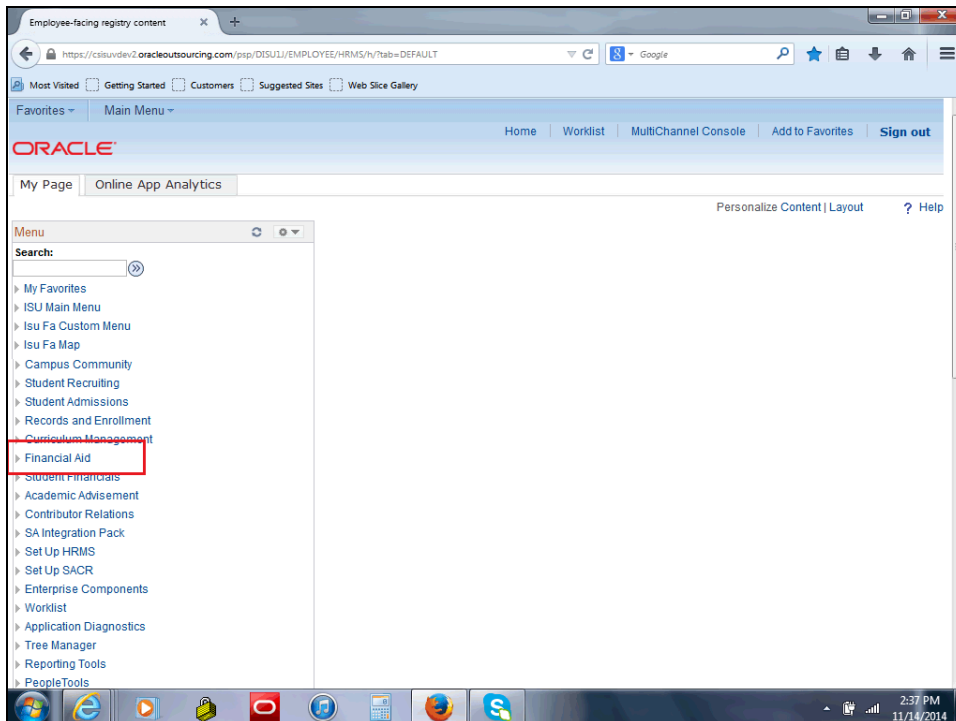 Employee-facing registry content
https://csisuvdev2.oracleoutsourcing.com/psp/DISU1J/EMPLOYEE/HRMS/h/?tab=DEFAULT
8 Google
Most Visited Getting Started Customers Suggested Sites Web Slice Gallery
Favorites Main Menu
Home Worklist MultiChannel Console Add to Favorites Sign out
ORACLE
My Page Online App Analytics
Personalize Content | Layout ? Help
Menu
Search:
My Favorites
ISU Main Menu
Isu Fa Custom Menu
Isu Fa Map
Campus Community
Student Recruiting
Student Admissions
Records and Enrollment
Curriculum Management
Financial Aid
Student Financials
Academic Advisement
Contributor Relations
SA Integration Pack
Set Up HRMS
Set Up SACR
Enterprise Components
Worklist
Application Diagnostics
Tree Manager
Reporting Tools
PeopleTools
2:37 PM
11/14/2014